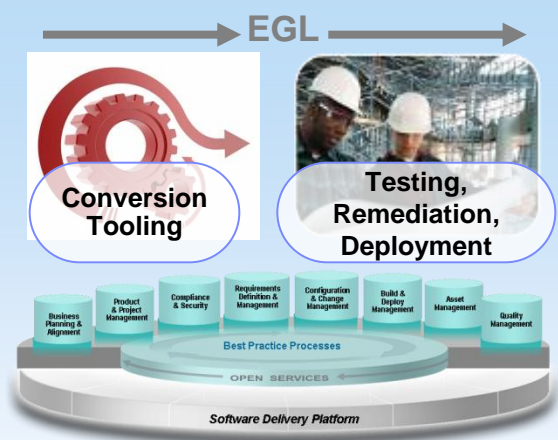 EGL
Conversion
Tooling
Testing,
Remediation,
Deployment
Business
Planning &
Alignment
Product
& Project
Management
Compliance
& Security
Requirements
Definition &
Management
Configuration
& Change
Management
Build &
Deploy
Management
Asset
Management
Quality
Management
Best Practice Processes
OPEN SERVICES
Software Delivery Platform